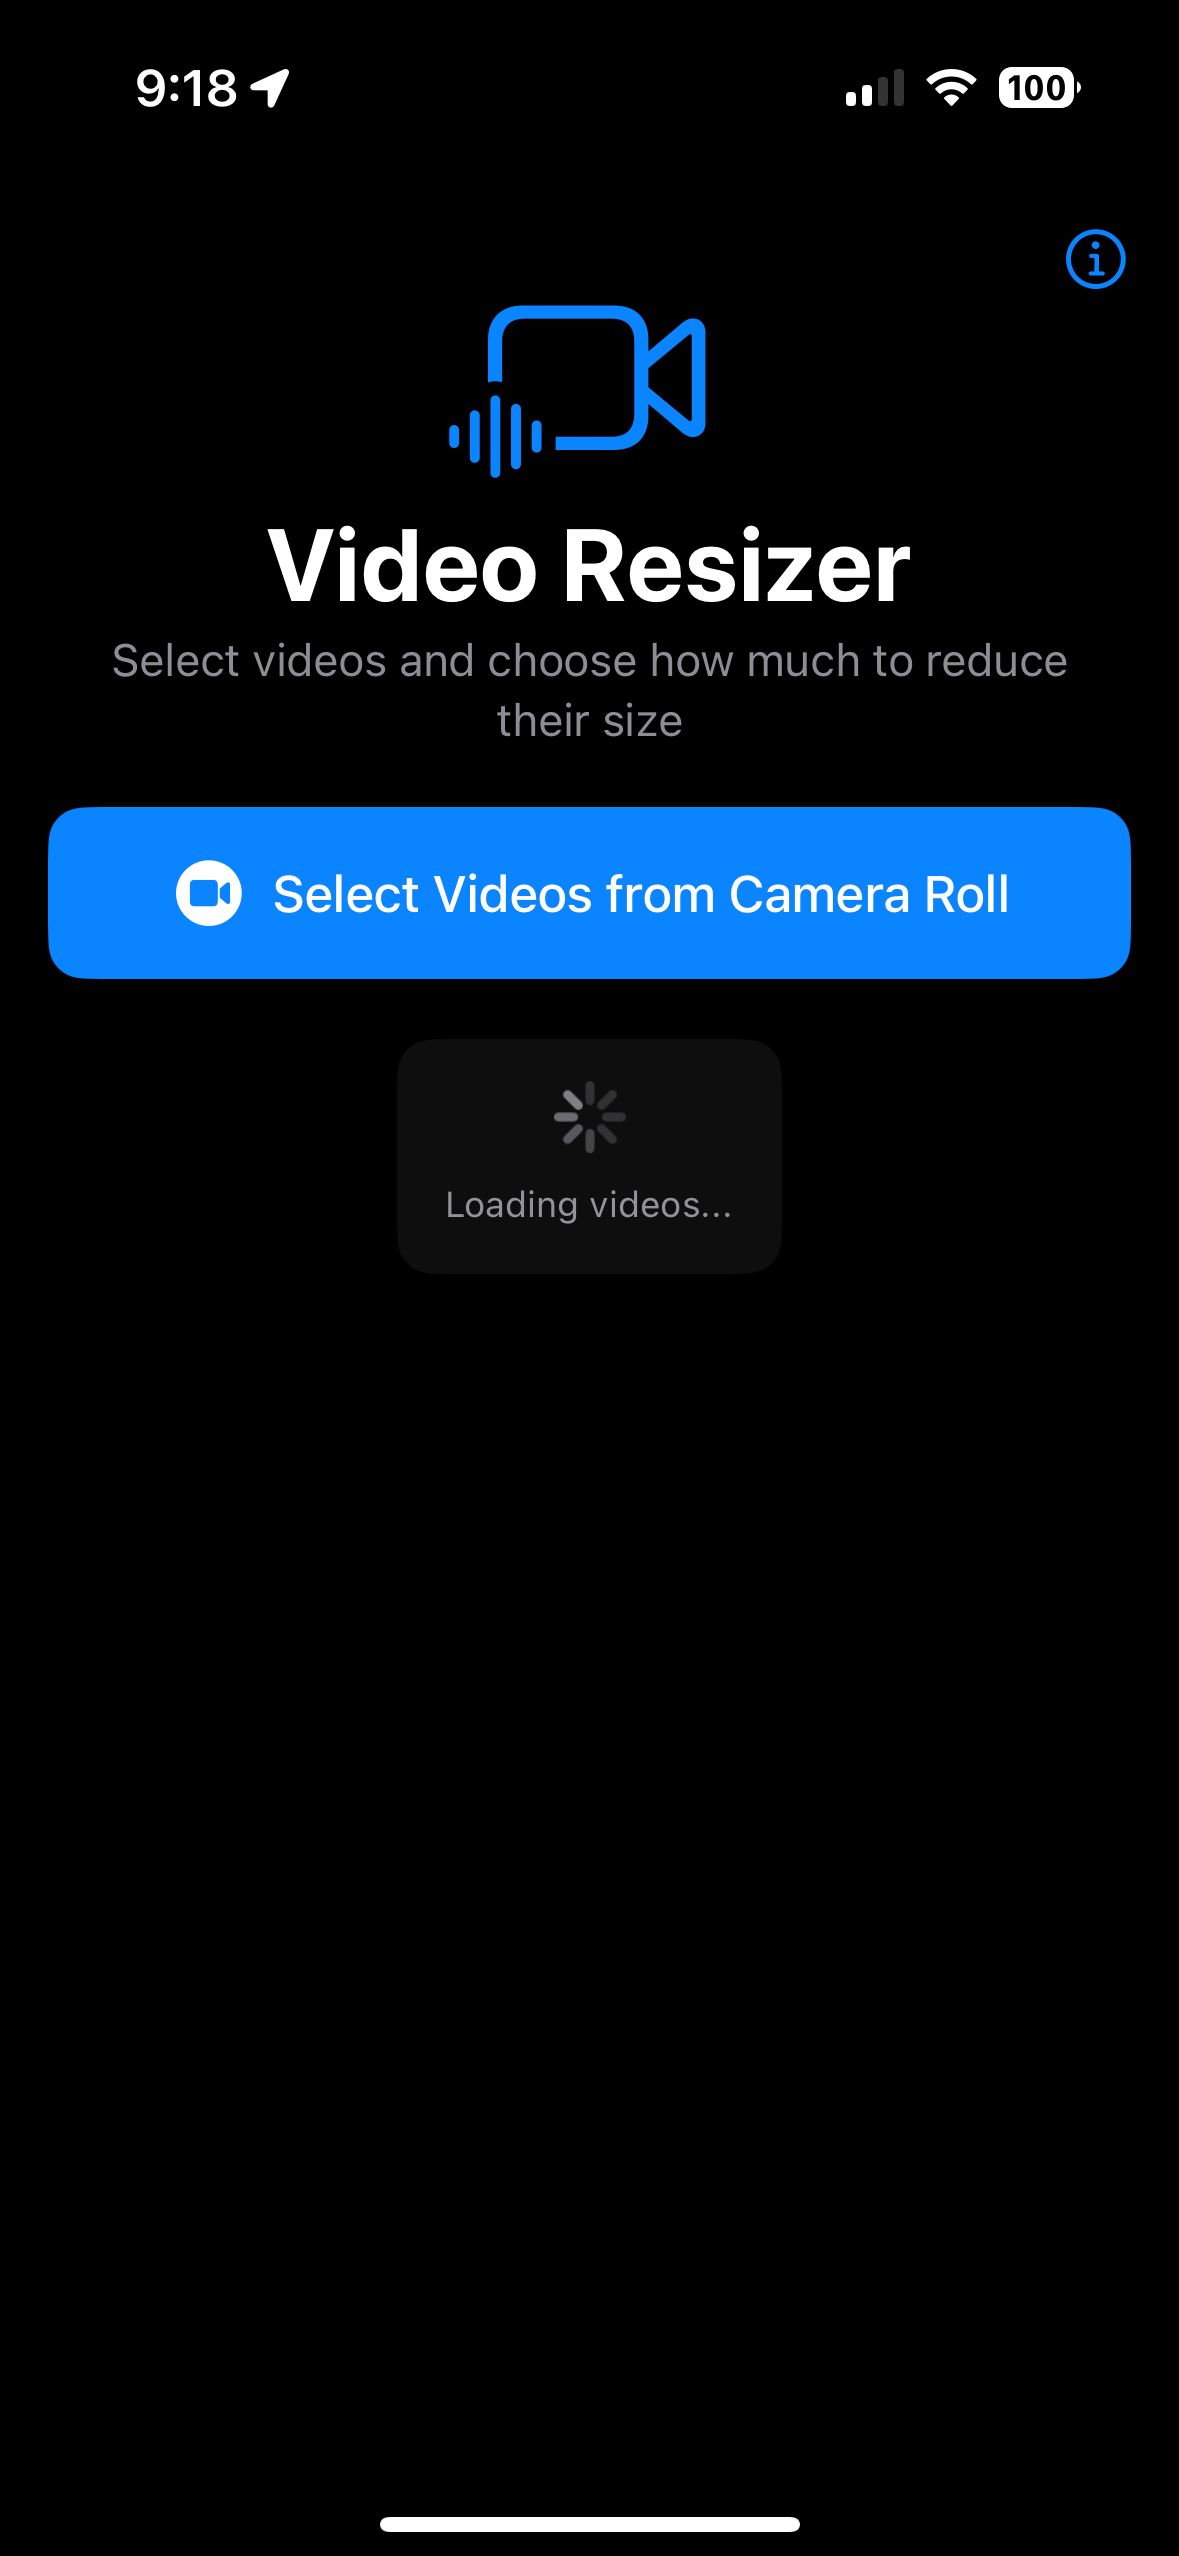 9:18
100
Video Resizer
Select videos and choose how much to reduce
their size
Select Videos from Camera Roll
Loading videos...